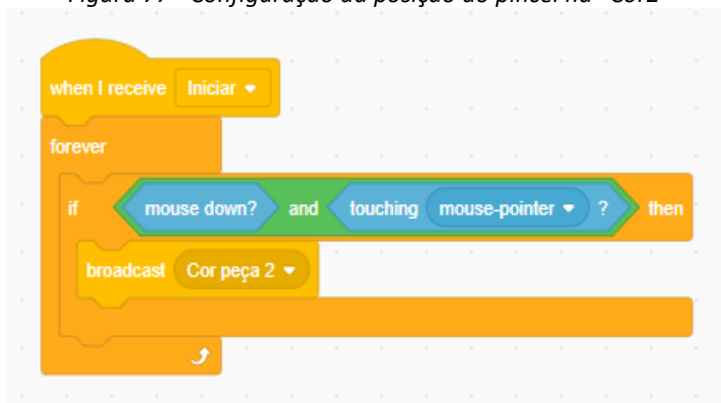 Figura 77 - Configuração da posição do pincel na "Cor2"
when I receive Iniciar
forever
if mouse down? and touching mouse-pointer ? then
broadcast Cor peça 2